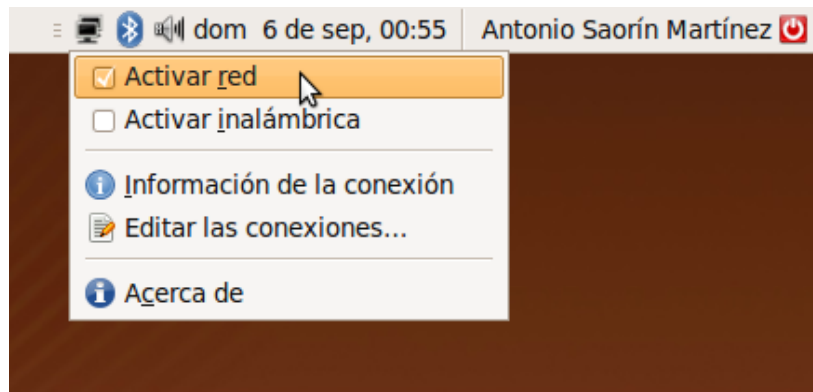 dom 6 de sep, 00:55 Antonio Saorín Martínez
Activar red
Activar inalámbrica
Información de la conexión
Editar las conexiones...
Acerca de